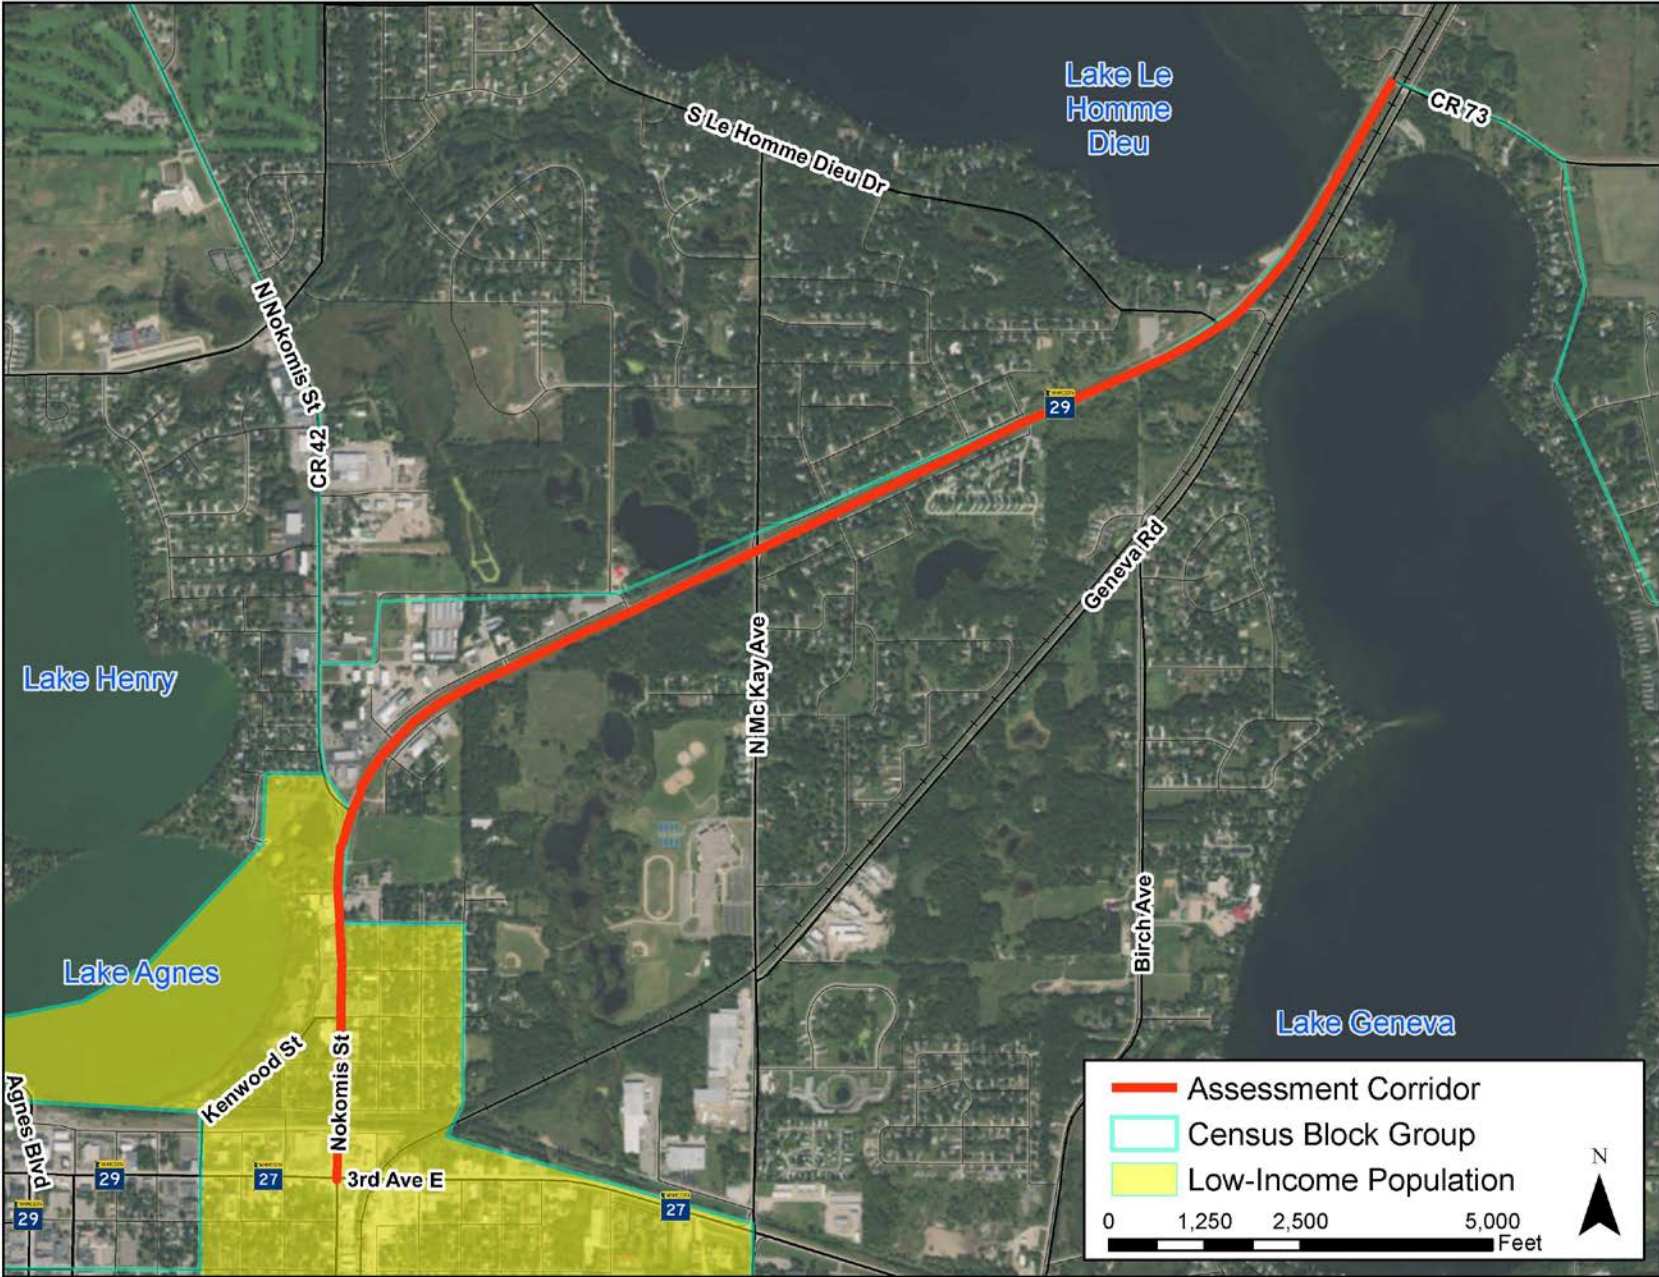 Lake Le
Homme
Dieu
CR 73
S Le Homme Dieu Dr
N Nokomis St
29
CR 42
Geneva Rd
N Mc Kay Ave
Lake Henry
Birch Ave
Lake Agnes
Lake Geneva
Kenwood St
Nokomis St
Agnes Blvd
29
27
3rd Ave E
29
27
Assessment Corridor
Census Block Group
Low-Income Population
N
0 1,250 2,500 5,000
Feet